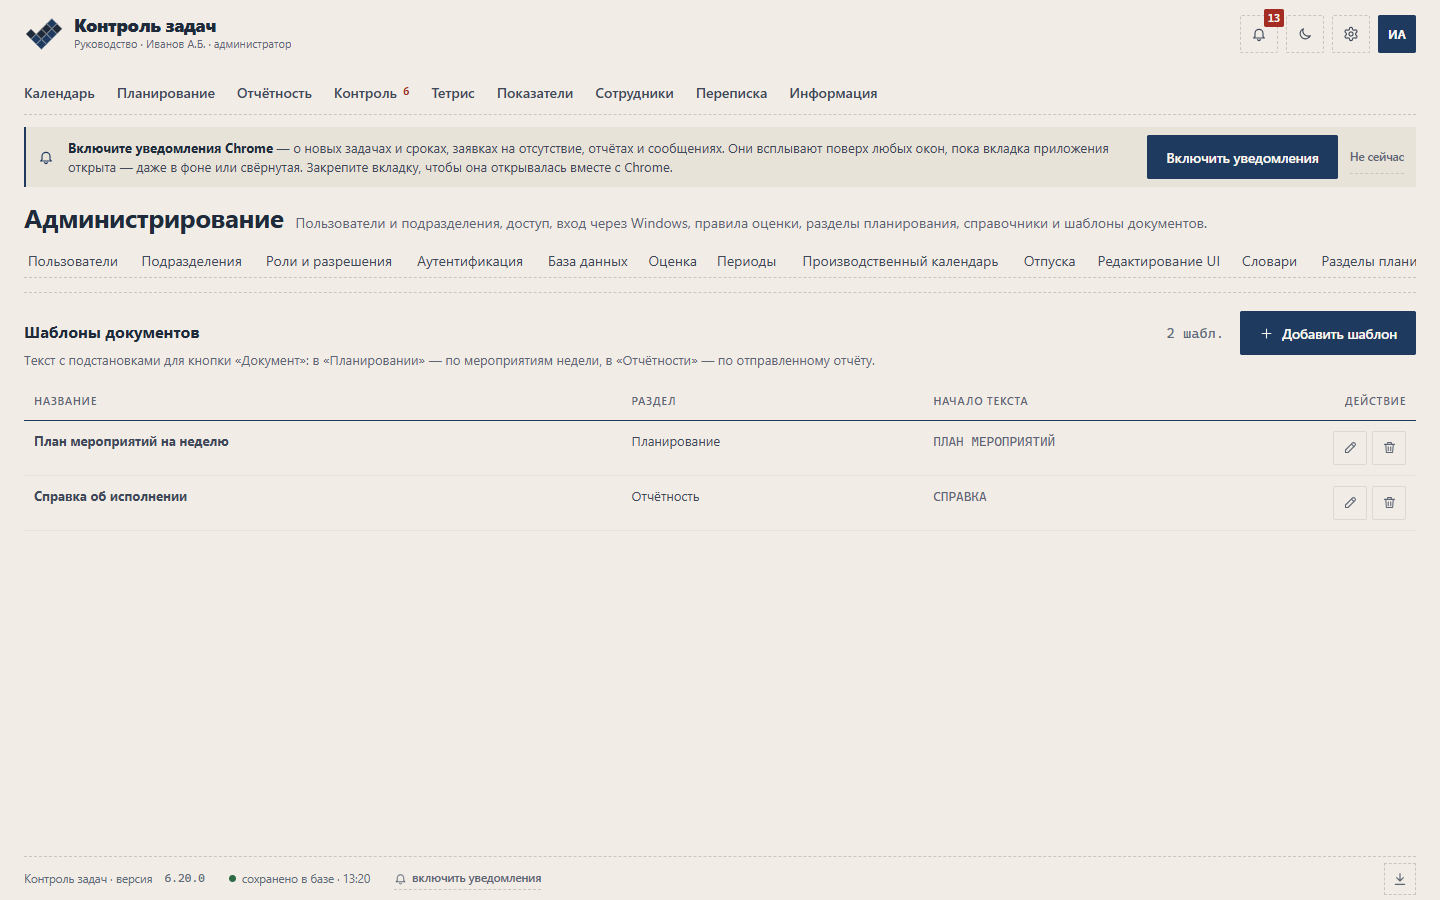 Контроль задач
Руководство · Иванов А.Б. · администратор
13
ИА
Календарь Планирование Отчётность Контроль 6 Тетрис Показатели Сотрудники Переписка Информация
Включите уведомления Chrome — о новых задачах и сроках, заявках на отсутствие, отчётах и сообщениях. Они всплывают поверх любых окон, пока вкладка приложения
открыта — даже в фоне или свёрнутая. Закрепите вкладку, чтобы она открывалась вместе с Chrome.
Включить уведомления
Не сейчас
Администрирование Пользователи и подразделения, доступ, вход через Windows, правила оценки, разделы планирования, справочники и шаблоны документов.
Пользователи Подразделения Роли и разрешения Аутентификация База данных Оценка Периоды Производственный календарь Отпуска Редактирование UI Словари Разделы плани
Шаблоны документов
2 шабл.
Добавить шаблон
Текст с подстановками для кнопки «Документ»: в «Планировании» — по мероприятиям недели, в «Отчётности» — по отправленному отчёту.
НАЗВАНИЕ РАЗДЕЛ НАЧАЛО ТЕКСТА ДЕЙСТВИЕ
План мероприятий на неделю Планирование ПЛАН МЕРОПРИЯТИЙ
Справка об исполнении Отчётность СПРАВКА
Контроль задач · версия 6.20.0 сохранено в базе · 13:20 включить уведомления